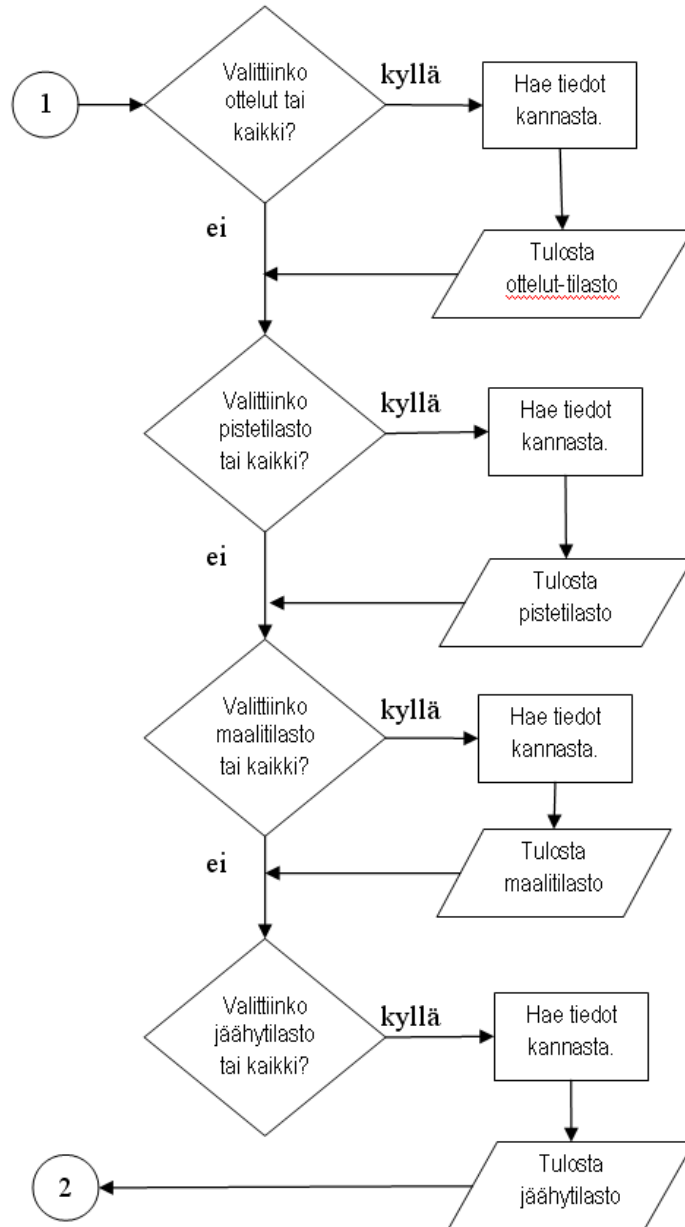 1
Valittiinko
ottelut tai
kaikki?
kyllä
Hae tiedot
kannasta.
ei
Tulosta
ottelut-tilasto
Valittiinko
pistetilasto
tai kaikki?
kyllä
Hae tiedot
kannasta.
ei
Tulosta
pistetilasto
Valittiinko
maalitilasto
tai kaikki?
kyllä
Hae tiedot
kannasta.
ei
Tulosta
maalitilasto
Valittiinko
jäähytilasto
tai kaikki?
kyllä
Hae tiedot
kannasta.
2
Tulosta
jäähytilasto